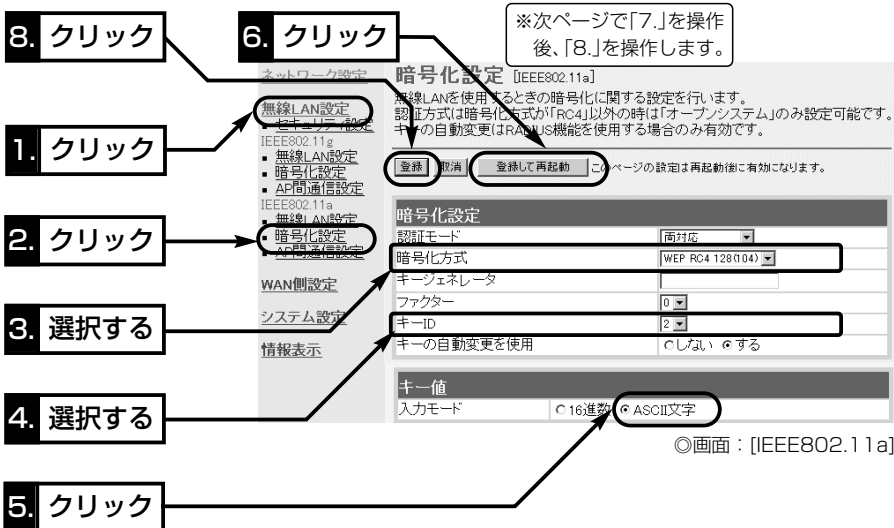 8. クリック
6. クリック
※次ページで「7.」を操作
後、「8.」を操作します。
1. クリック
2. クリック
3. 選択する
4. 選択する
5. クリック
ネットワーク設定
無線LAN設定
▪ セキュリティ設定
IEEE802.11g
▪ 無線LAN設定
▪ 暗号化設定
▪ AP間通信設定
IEEE802.11a
▪ 無線LAN設定
▪ 暗号化設定
▪ AP間通信設定
WAN側設定
システム設定
情報表示
暗号化設定 [IEEE802.11a]
無線LANを使用するときの暗号化に関する設定を行います。
認証方式は暗号化方式が「RC4」以外の時は「オープンシステム」のみ設定可能です。
キーの自動変更はRADIUS機能を使用する場合のみ有効です。
登録 取消 登録して再起動 このページの設定は再起動後に有効になります。
暗号化設定
認証モード 両対応
暗号化方式 WEP RC4 128(104)
キージェネレータ
ファクター 0
キーID 2
キーの自動変更を使用 しない する
キー値
入力モード 16進数 ASCII文字
◎画面：[IEEE802.11a]